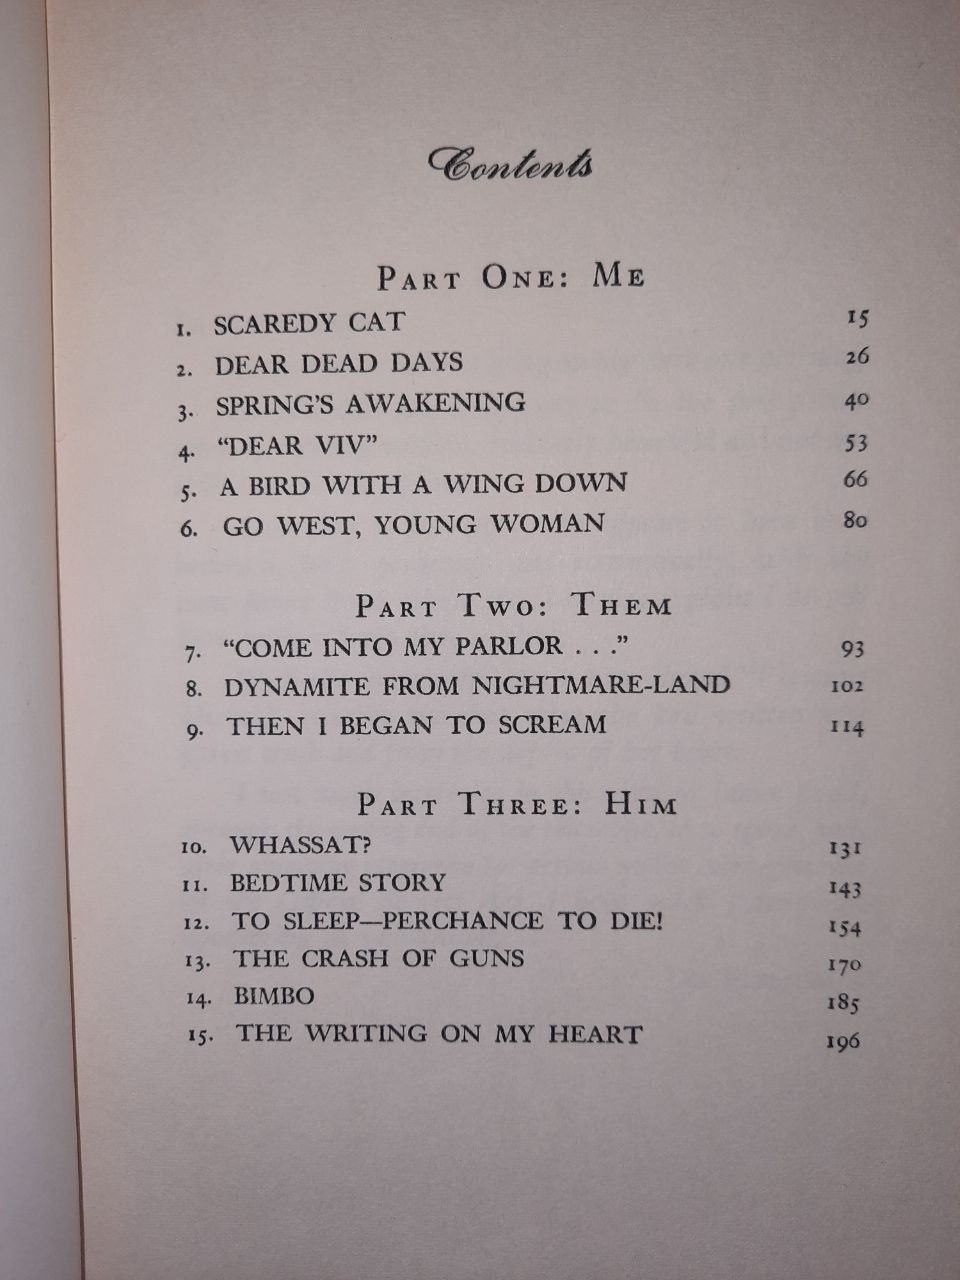 Contents
PART ONE: ME
1. SCAREDY CAT 15
2. DEAR DEAD DAYS 26
3. SPRING'S AWAKENING 40
4. “DEAR VIV” 53
5. A BIRD WITH A WING DOWN 66
6. GO WEST, YOUNG WOMAN 80
PART TWO: THEM
7. “COME INTO MY PARLOR . . .” 93
8. DYNAMITE FROM NIGHTMARE-LAND 102
9. THEN I BEGAN TO SCREAM 114
PART THREE: HIM
10. WHASSAT? 131
11. BEDTIME STORY 143
12. TO SLEEP—PERCHANCE TO DIE! 154
13. THE CRASH OF GUNS 170
14. BIMBO 185
15. THE WRITING ON MY HEART 196